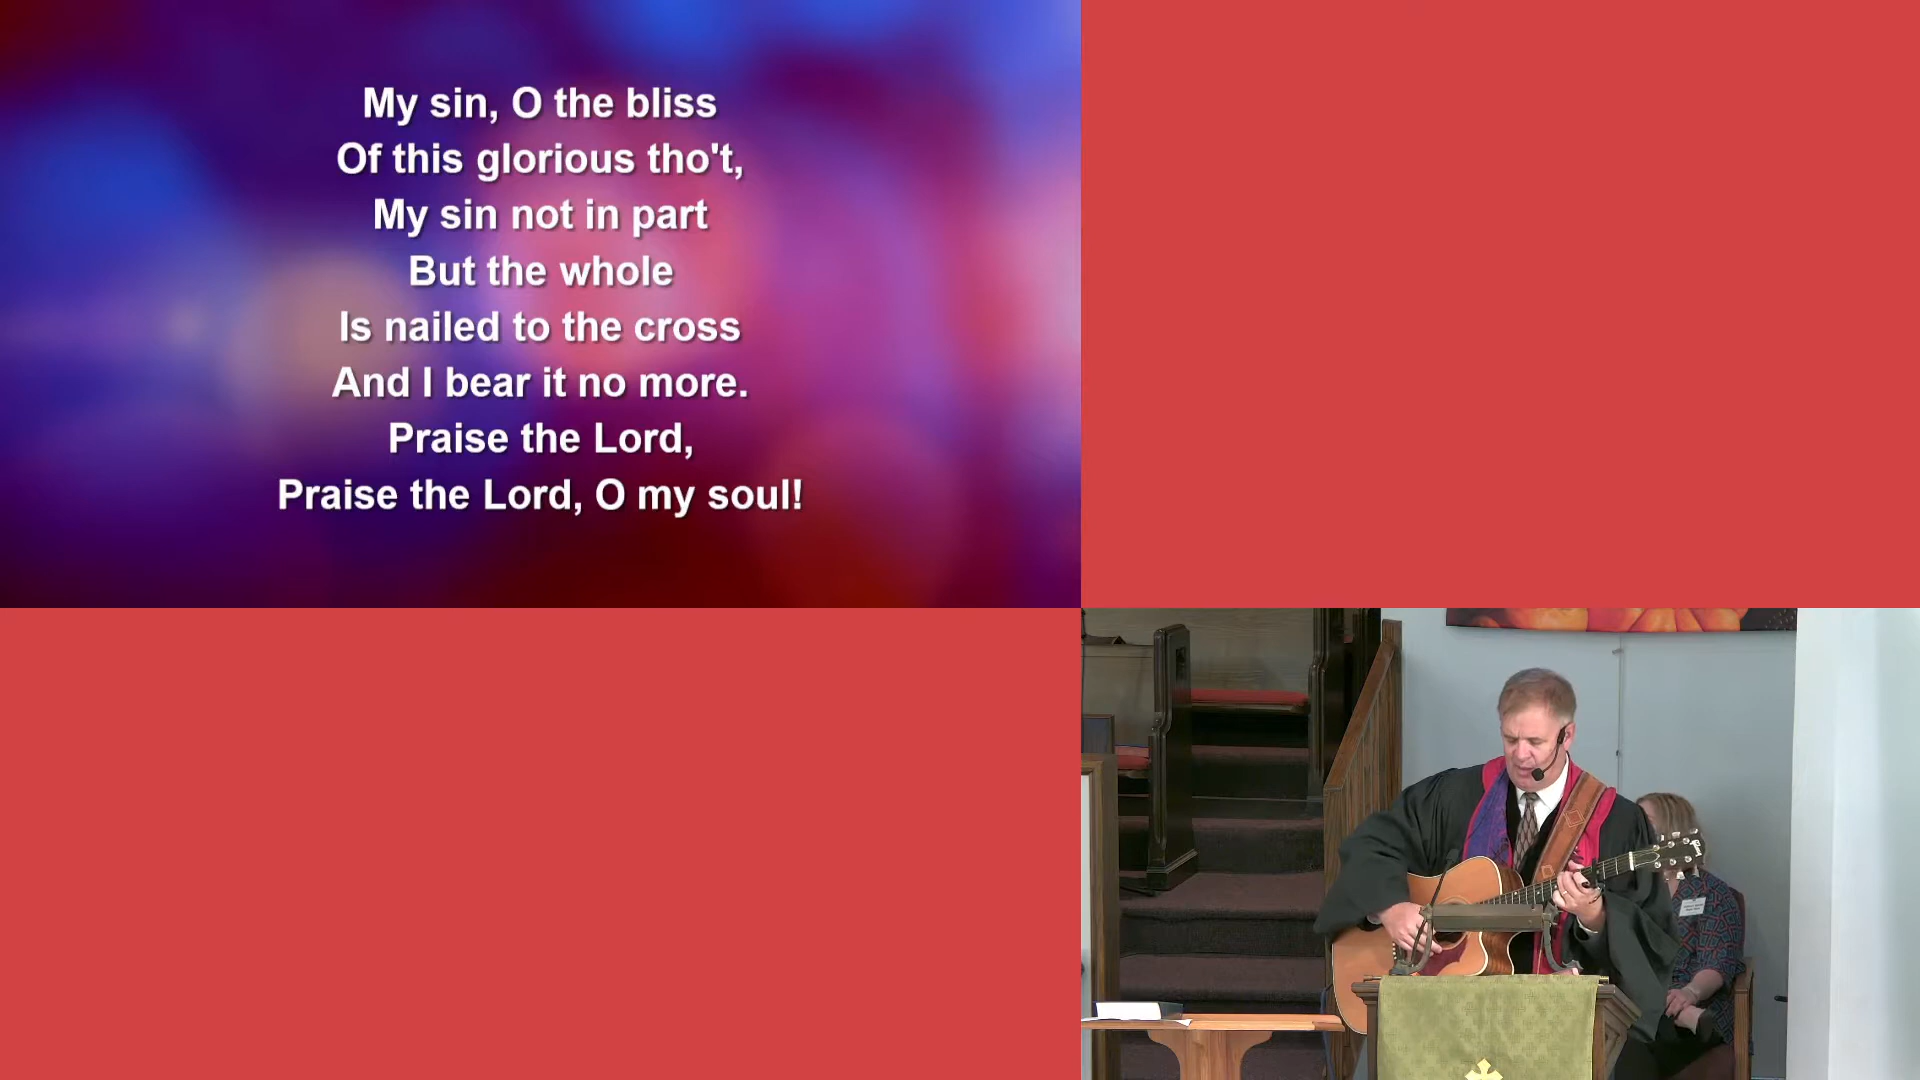 My sin, O the bliss
Of this glorious tho't,
My sin not in part
But the whole
Is nailed to the cross
And I bear it no more.
Praise the Lord,
Praise the Lord, O my soul!